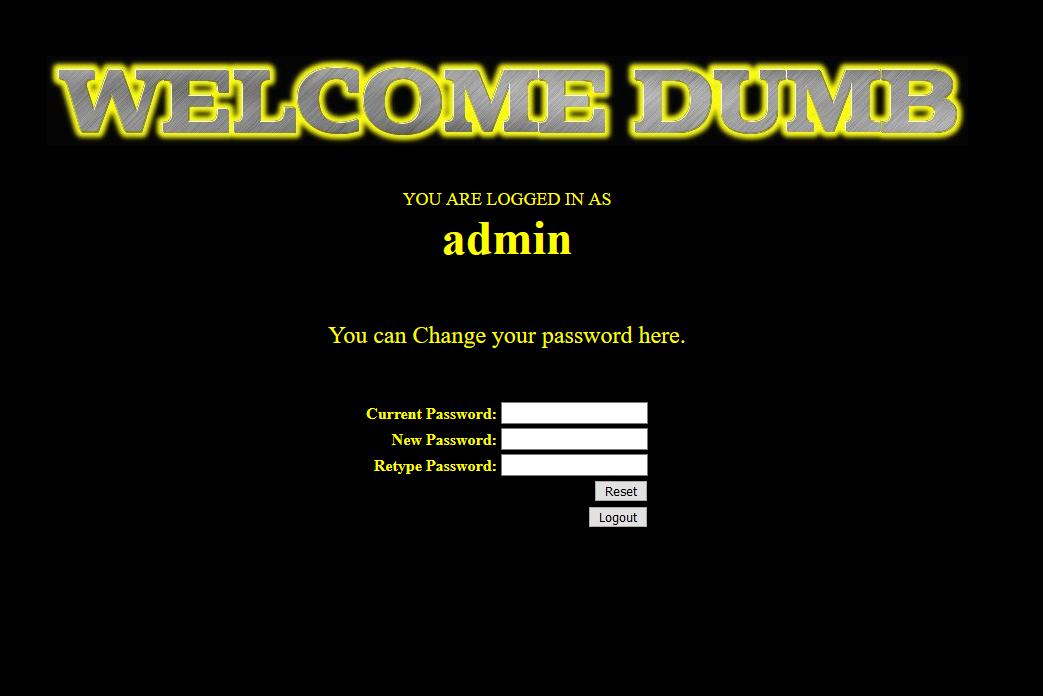 WELCOME DUMB
YOU ARE LOGGED IN AS
admin
You can Change your password here.
Current Password:
New Password:
Retype Password:
Reset
Logout